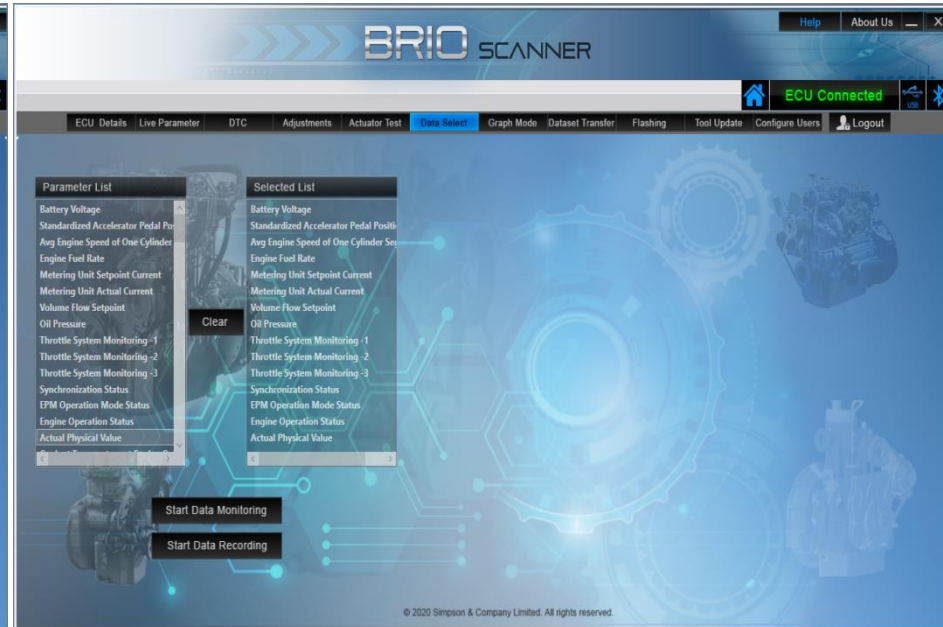 BRIO SCANNER
Help About Us
ECU Connected
USB
ECU Details Live Parameter DTC Adjustments Actuator Test Data Select Graph Mode Dataset Transfer Flashing Tool Update Configure Users Logout
Parameter List
Battery Voltage
Standardized Accelerator Pedal Pos
Avg Engine Speed of One Cylinder
Engine Fuel Rate
Metering Unit Setpoint Current
Metering Unit Actual Current
Volume Flow Setpoint
Oil Pressure
Throttle System Monitoring -1
Throttle System Monitoring -2
Throttle System Monitoring -3
Synchronization Status
EPM Operation Mode Status
Engine Operation Status
Actual Physical Value
Clear
Selected List
Battery Voltage
Standardized Accelerator Pedal Positi
Avg Engine Speed of One Cylinder Seg
Engine Fuel Rate
Metering Unit Setpoint Current
Metering Unit Actual Current
Volume Flow Setpoint
Oil Pressure
Throttle System Monitoring -1
Throttle System Monitoring -2
Throttle System Monitoring -3
Synchronization Status
EPM Operation Mode Status
Engine Operation Status
Actual Physical Value
Start Data Monitoring
Start Data Recording
© 2020 Simpson & Company Limited. All rights reserved.